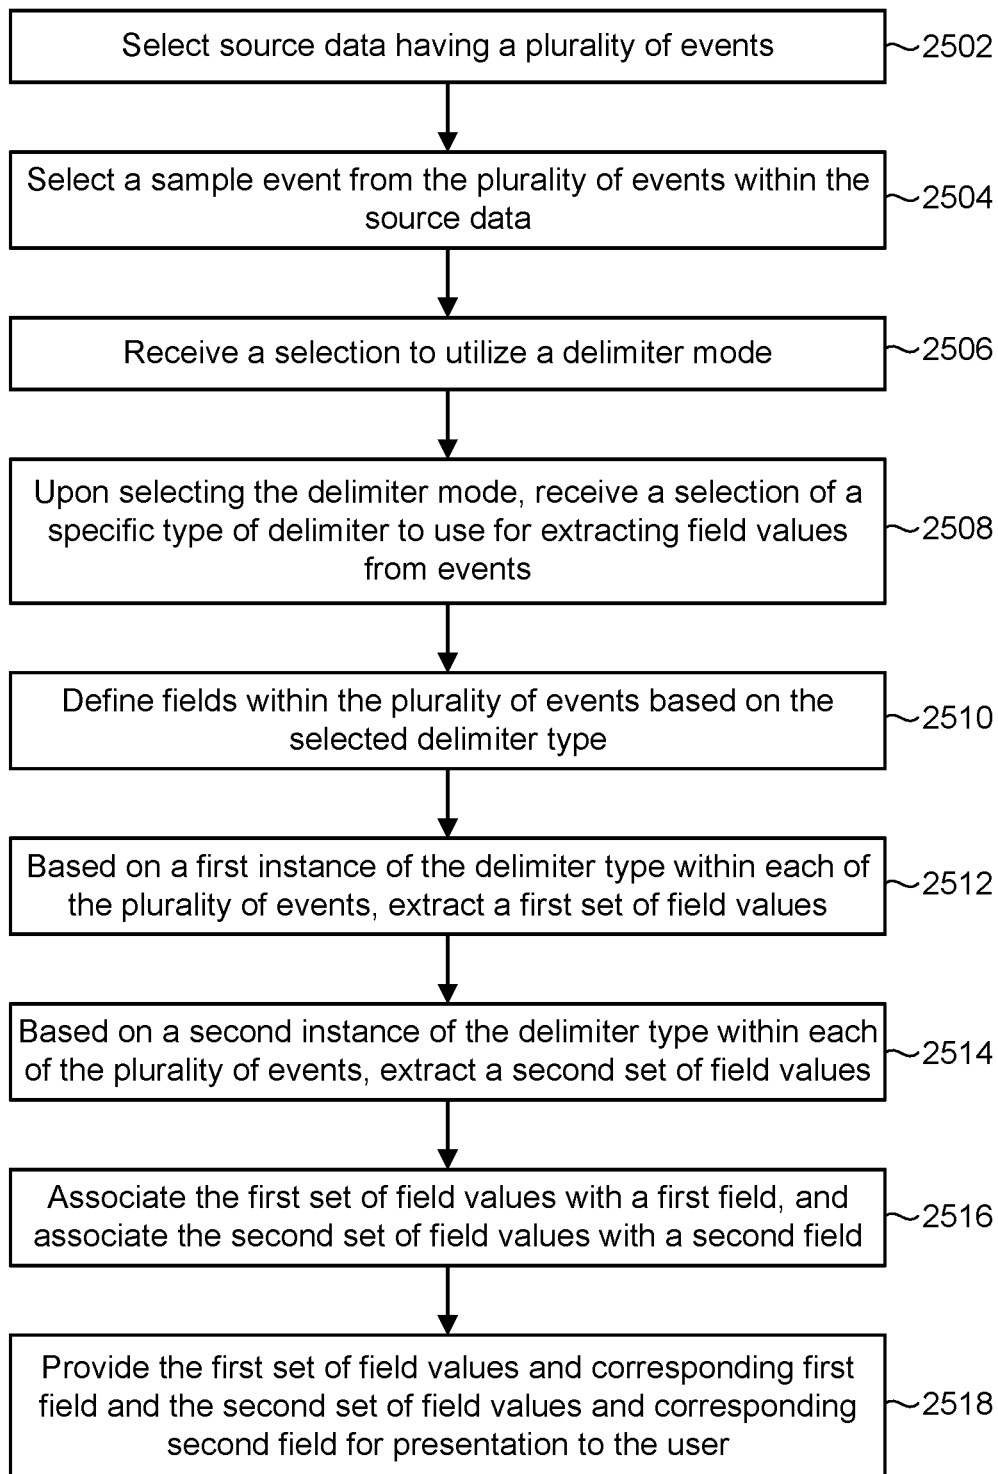 Select source data having a plurality of events
2502
Select a sample event from the plurality of events within the
source data
2504
Receive a selection to utilize a delimiter mode
2506
Upon selecting the delimiter mode, receive a selection of a
specific type of delimiter to use for extracting field values
from events
2508
Define fields within the plurality of events based on the
selected delimiter type
2510
Based on a first instance of the delimiter type within each of
the plurality of events, extract a first set of field values
2512
Based on a second instance of the delimiter type within each
of the plurality of events, extract a second set of field values
2514
Associate the first set of field values with a first field, and
associate the second set of field values with a second field
2516
Provide the first set of field values and corresponding first
field and the second set of field values and corresponding
second field for presentation to the user
2518